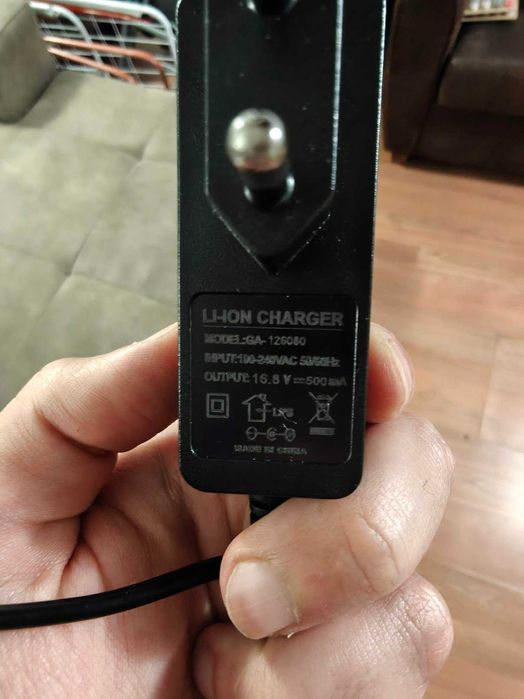 LI-ION CHARGER
MODEL:GA-126080
INPUT:100-240VAC 50/60Hz
OUTPUT: 16.8 V⎓500 mA
LPS
MADE IN CHINA